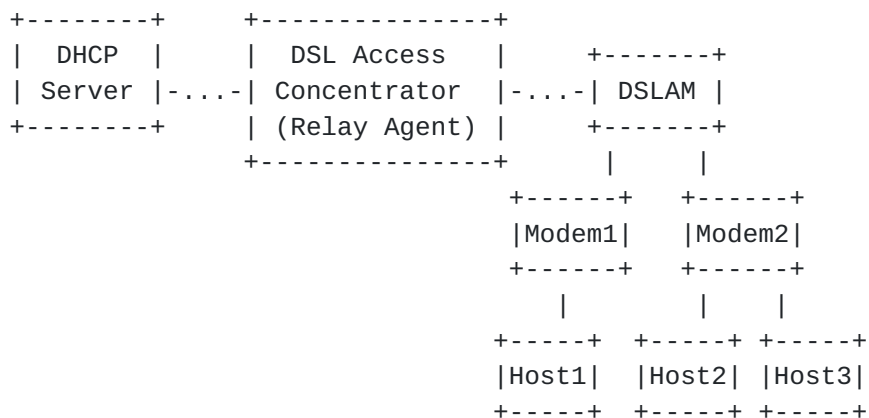 +--------+     +---------------+
|  DHCP  |     |  DSL Access   |     +-------+
| Server |-...-| Concentrator  |-...-| DSLAM |
+--------+     | (Relay Agent) |     +-------+
               +---------------+      |     |
                               +------+   +------+
                               |Modem1|   |Modem2|
                               +------+   +------+
                                  |        |    |
                              +-----+  +-----+ +-----+
                              |Host1|  |Host2| |Host3|
                              +-----+  +-----+ +-----+